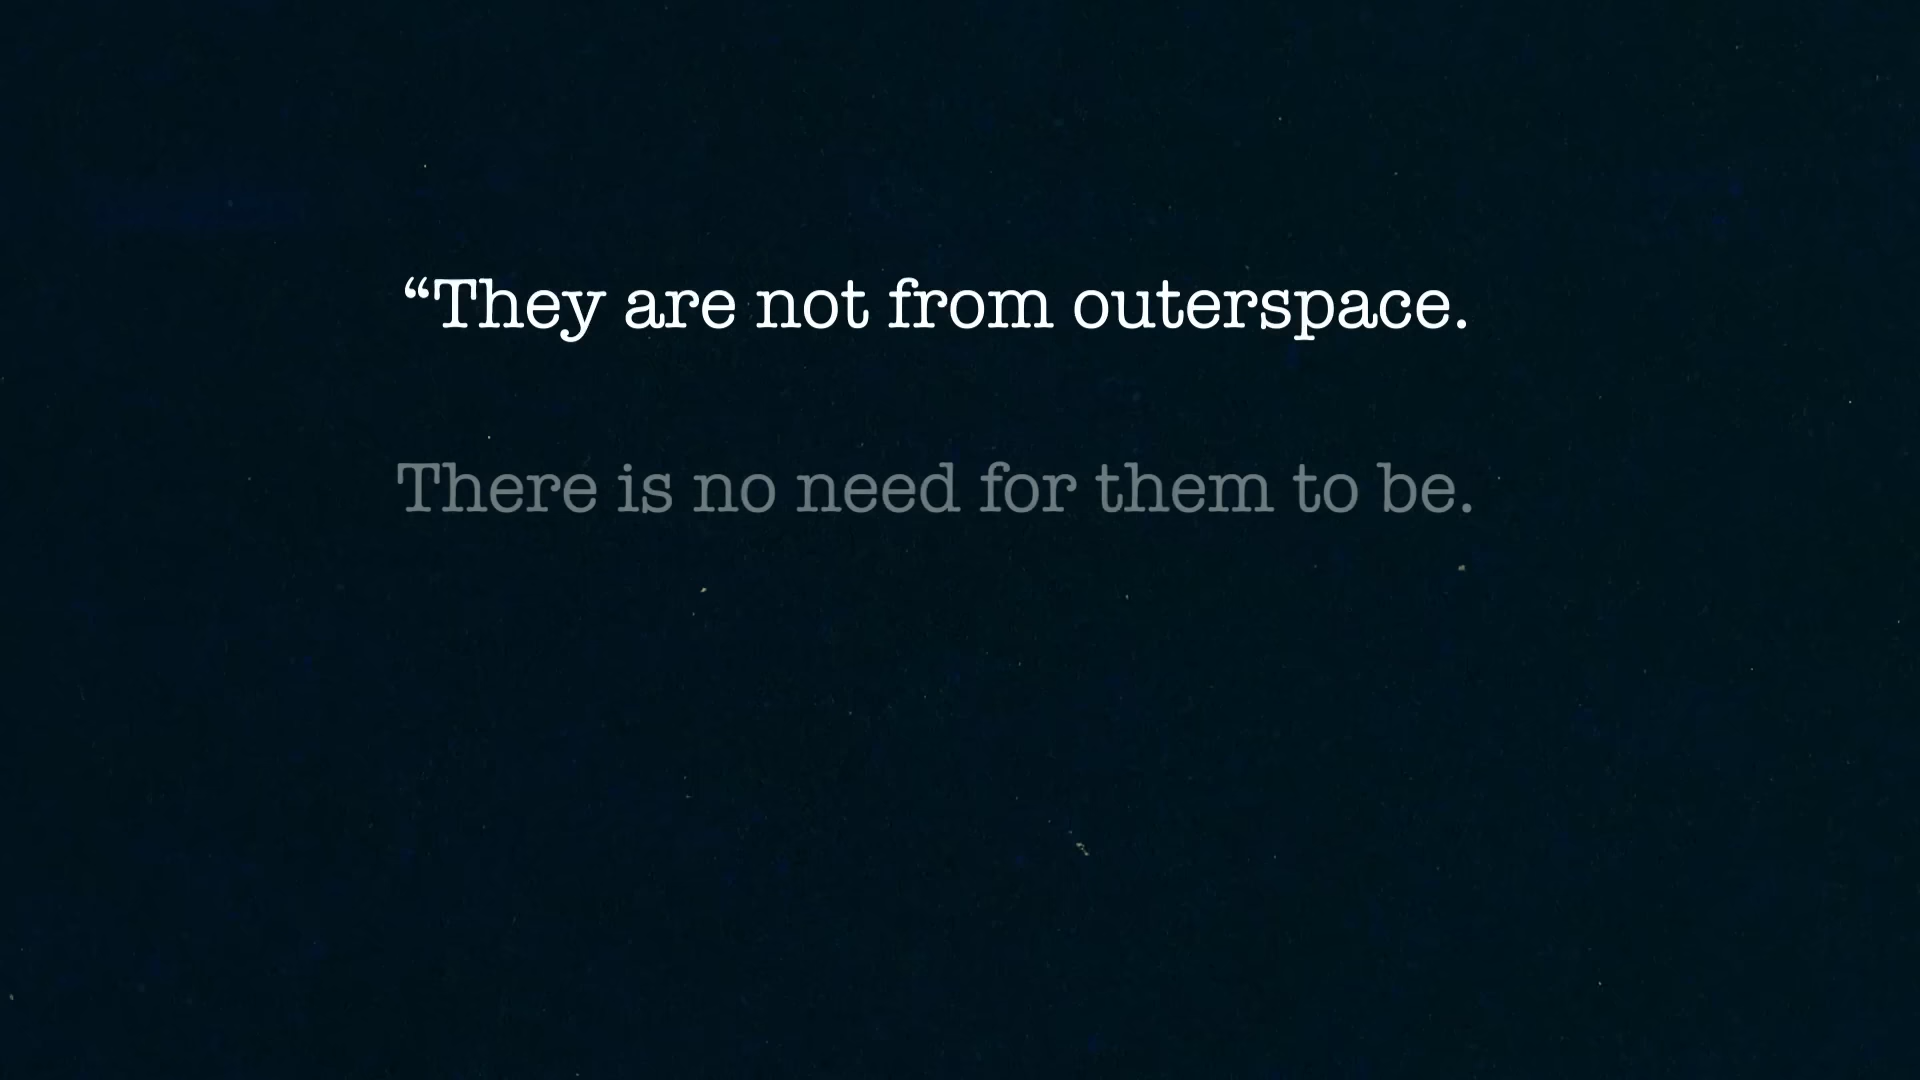 “They are not from outerspace.
There is no need for them to be.